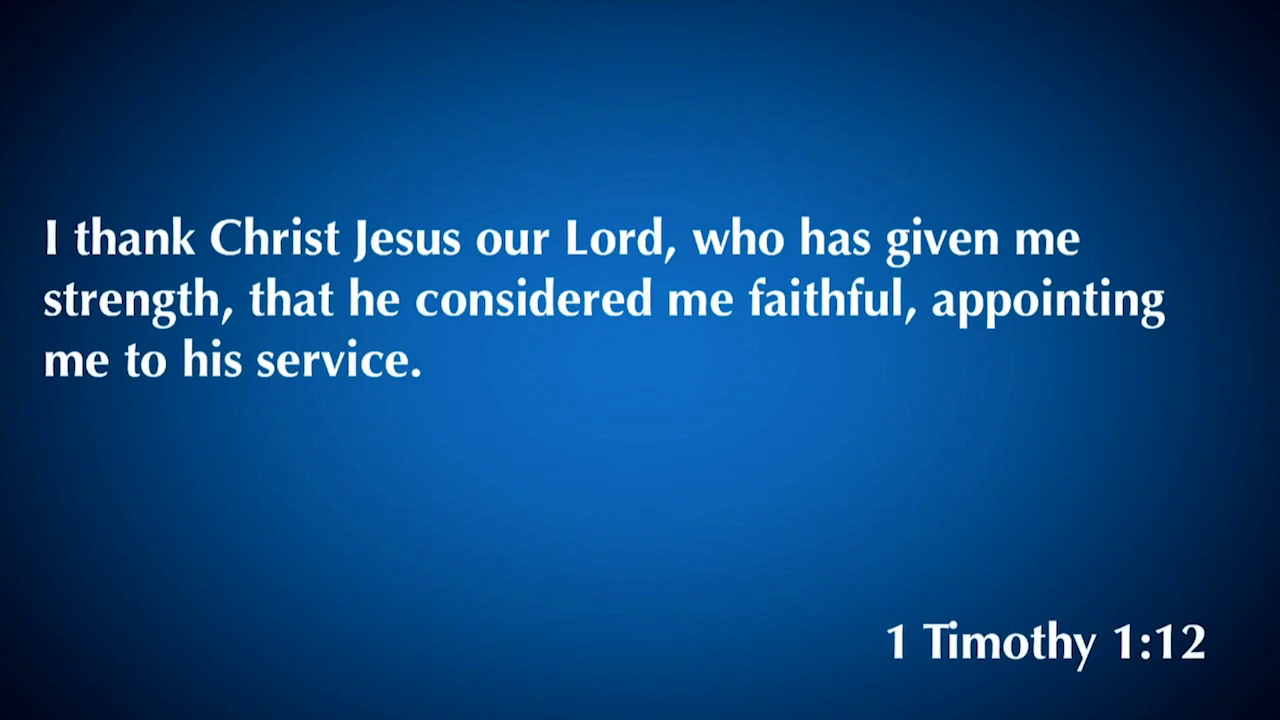 I thank Christ Jesus our Lord, who has given me
strength, that he considered me faithful, appointing
me to his service.
1 Timothy 1:12